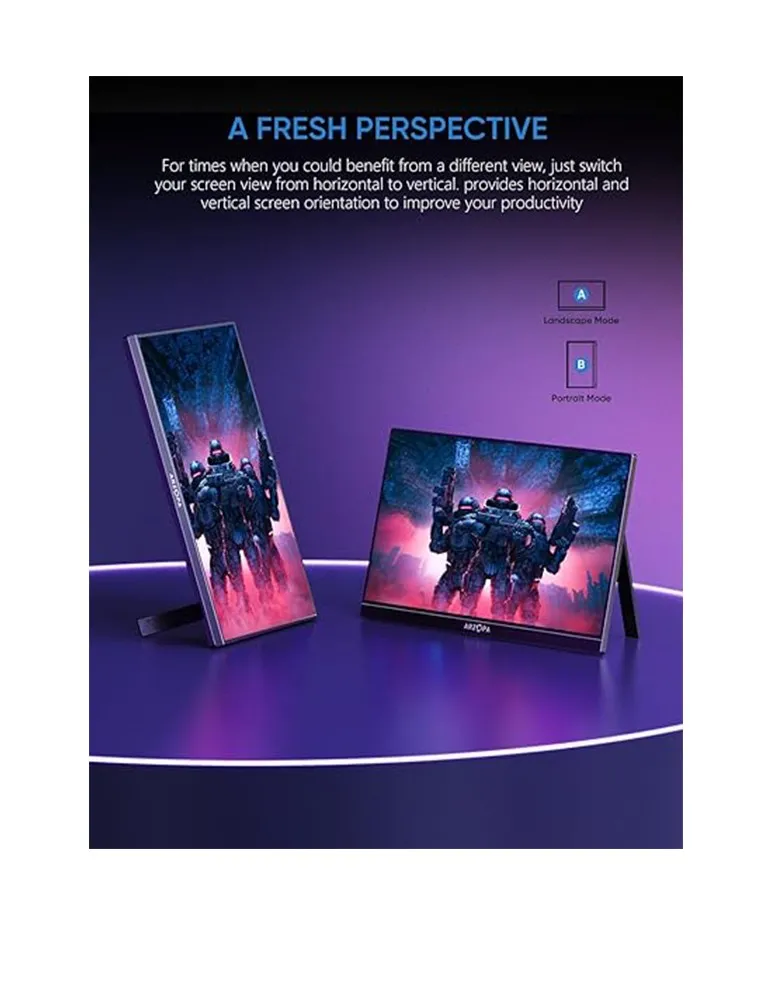 A FRESH PERSPECTIVE
For times when you could benefit from a different view, just switch
your screen view from horizontal to vertical. provides horizontal and
vertical screen orientation to improve your productivity
A
Landscape Mode
B
Portrait Mode
ARZOPA
ARZOPA